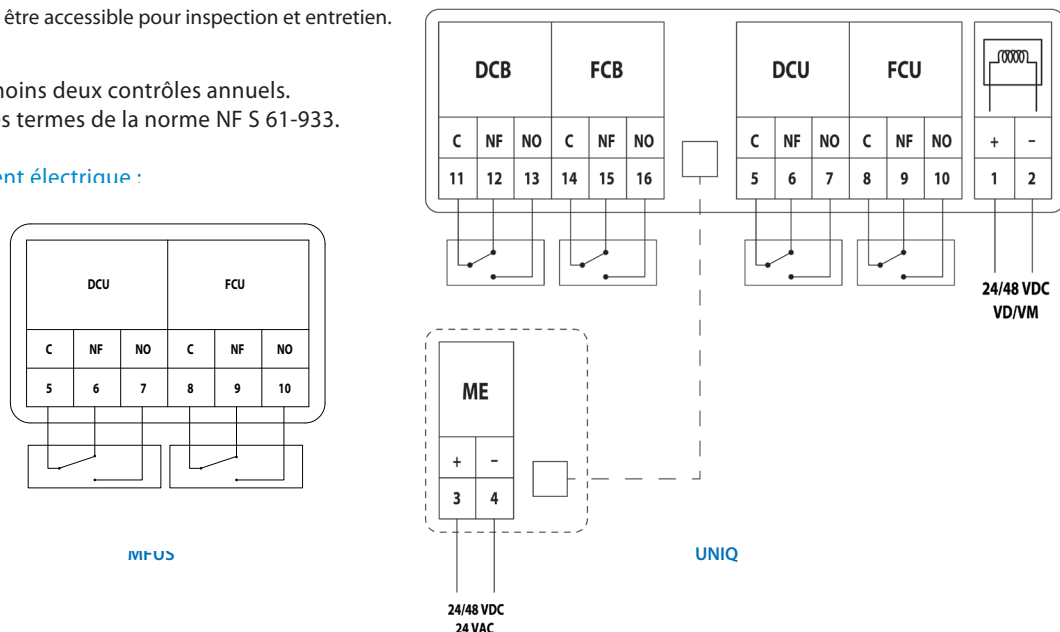 être accessible pour inspection et entretien.
moins deux contrôles annuels.
es termes de la norme NF S 61-933.
ent électrique :
DCU FCU
C NF NO C NF NO
5 6 7 8 9 10
MFUS
DCB FCB DCU FCU
C NF NO C NF NO C NF NO C NF NO + –
11 12 13 14 15 16 5 6 7 8 9 10 1 2
24/48 VDC
VD/VM
ME
+ –
3 4
24/48 VDC
24 VAC
UNIQ